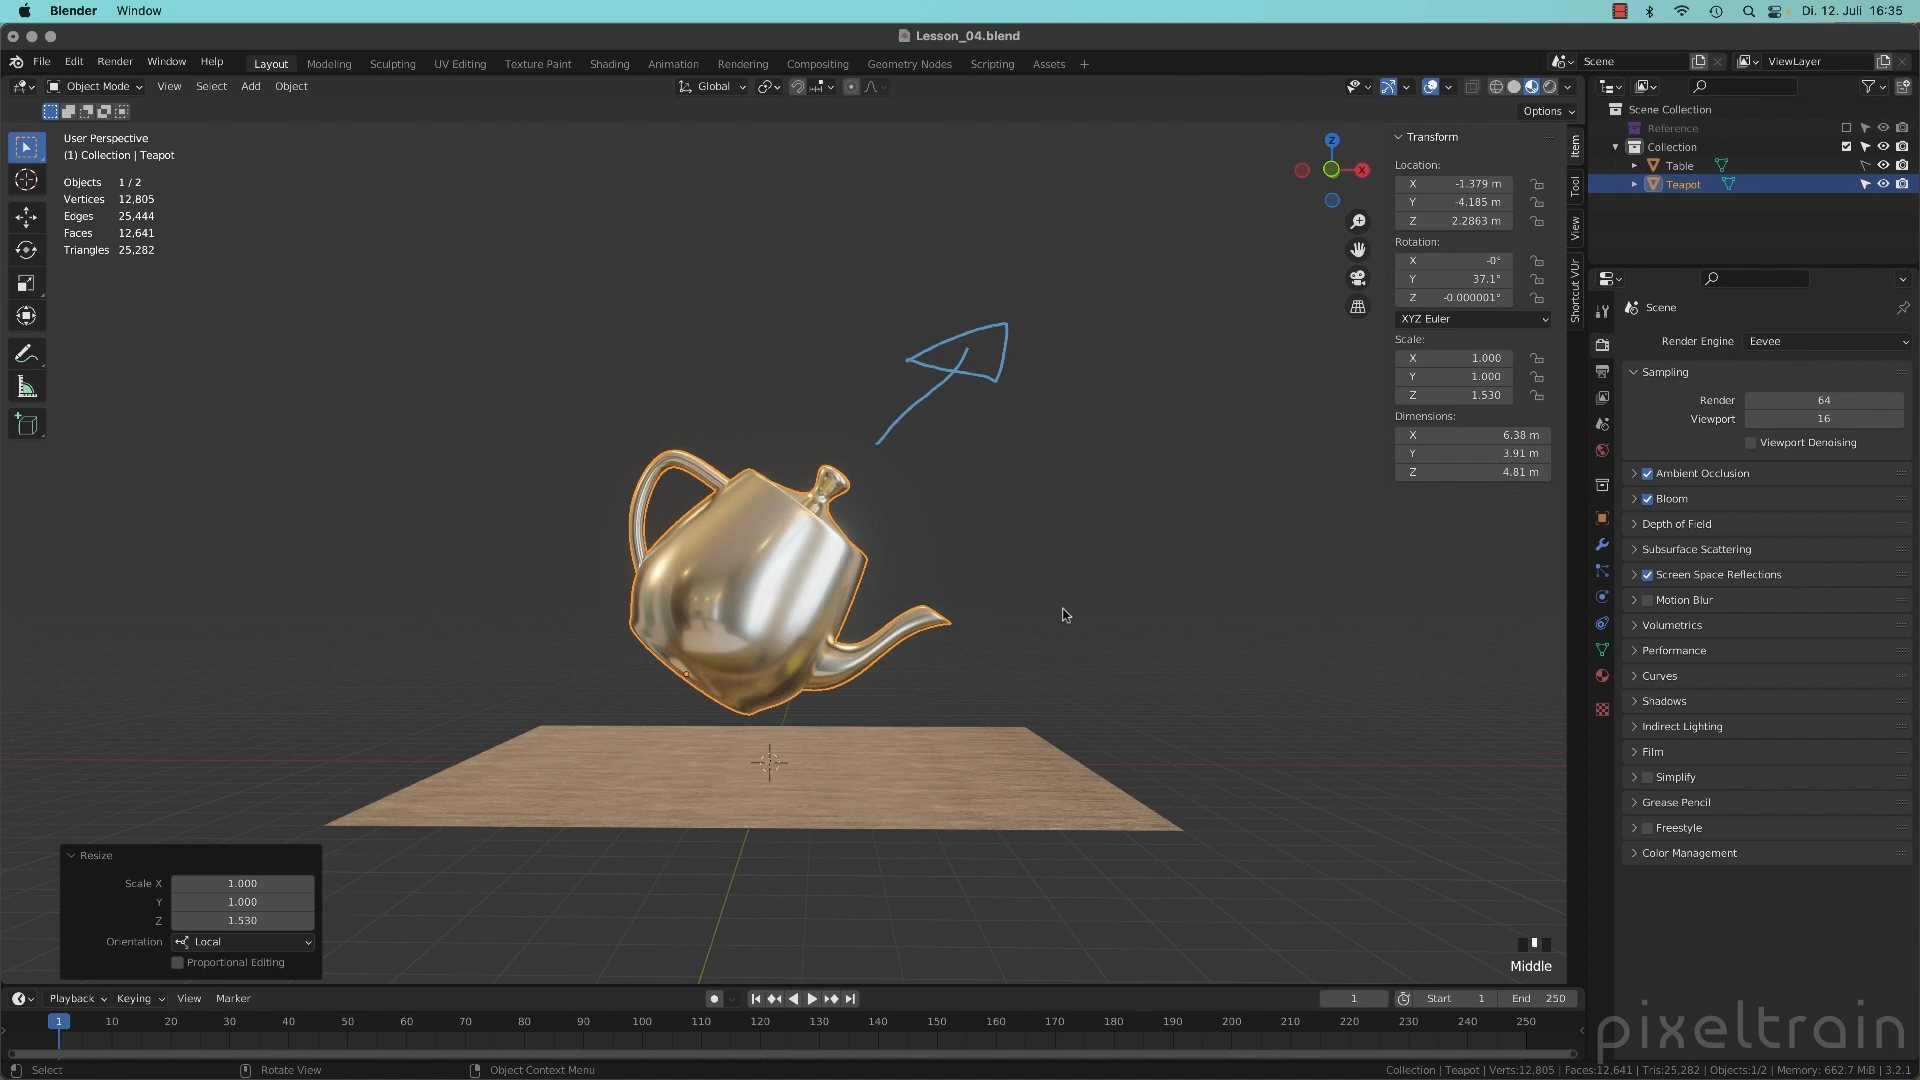 Blender Window Di. 12. Juli 16:35
Lesson_04.blend
File Edit Render Window Help Layout Modeling Sculpting UV Editing Texture Paint Shading Animation Rendering Compositing Geometry Nodes Scripting Assets + Scene ViewLayer
Object Mode View Select Add Object Global
Options
User Perspective
(1) Collection | Teapot
Objects 1 / 2
Vertices 12,805
Edges 25,444
Faces 12,641
Triangles 25,282
Z
X
Transform
Location:
X -1.379 m
Y -4.185 m
Z 2.2863 m
Rotation:
X -0°
Y 37.1°
Z -0.000001°
XYZ Euler
Scale:
X 1.000
Y 1.000
Z 1.530
Dimensions:
X 6.38 m
Y 3.91 m
Z 4.81 m
Item
Tool
View
Shortcut VUr
Scene Collection
Reference
Collection
Table
Teapot
Scene
Render Engine Eevee
Sampling
Render 64
Viewport 16
Viewport Denoising
Ambient Occlusion
Bloom
Depth of Field
Subsurface Scattering
Screen Space Reflections
Motion Blur
Volumetrics
Performance
Curves
Shadows
Indirect Lighting
Film
Simplify
Grease Pencil
Freestyle
Color Management
Resize
Scale X 1.000
Y 1.000
Z 1.530
Orientation Local
Proportional Editing
Middle
Playback Keying View Marker 1 Start 1 End 250
1 10 20 30 40 50 60 70 80 90 100 110 120 130 140 150 160 170 180 190 200 210 220 230 240 250
pixeltrain
Select Rotate View Object Context Menu Collection | Teapot | Verts:12,805 | Faces:12,641 | Tris:25,282 | Objects:1/2 | Memory: 662.7 MiB | 3.2.1